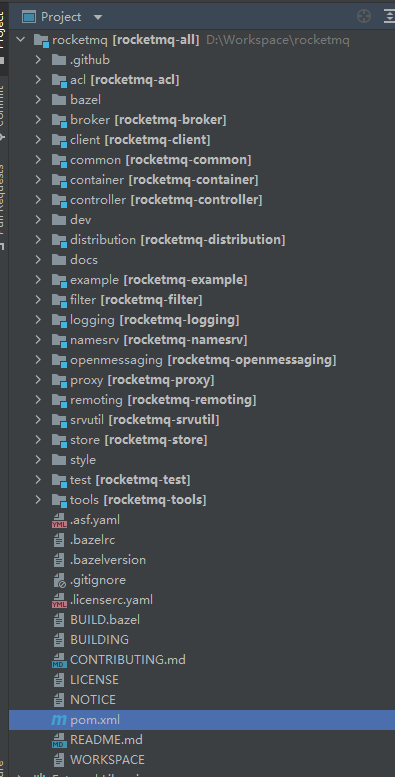 Project
rocketmq [rocketmq-all] D:\Workspace\rocketmq
.github
acl [rocketmq-acl]
bazel
broker [rocketmq-broker]
client [rocketmq-client]
common [rocketmq-common]
container [rocketmq-container]
controller [rocketmq-controller]
dev
distribution [rocketmq-distribution]
docs
example [rocketmq-example]
filter [rocketmq-filter]
logging [rocketmq-logging]
namesrv [rocketmq-namesrv]
openmessaging [rocketmq-openmessaging]
proxy [rocketmq-proxy]
remoting [rocketmq-remoting]
srvutil [rocketmq-srvutil]
store [rocketmq-store]
style
test [rocketmq-test]
tools [rocketmq-tools]
YML .asf.yaml
.bazelrc
.bazelversion
.gitignore
YML .licenserc.yaml
BUILD.bazel
BUILDING
MD CONTRIBUTING.md
LICENSE
NOTICE
m pom.xml
MD README.md
WORKSPACE
Project
Commit
Pull Requests